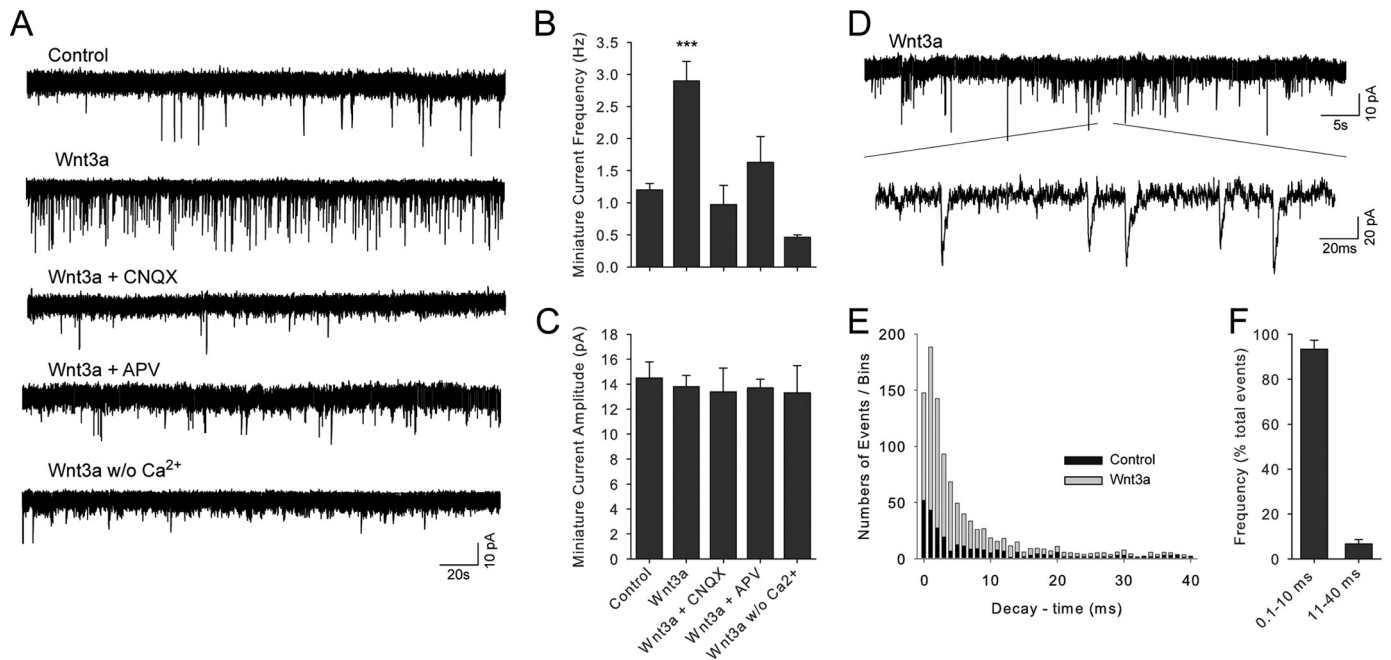 A
Control
Wnt3a
Wnt3a + CNQX
Wnt3a + APV
Wnt3a w/o Ca²⁺
10 pA
20s
B
Miniature Current Frequency (Hz)
3.5
3.0
2.5
2.0
1.5
1.0
0.5
0.0
***
C
Miniature Current Amplitude (pA)
18
16
14
12
10
8
6
4
2
0
Control
Wnt3a
Wnt3a + CNQX
Wnt3a + APV
Wnt3a w/o Ca2+
D
Wnt3a
10 pA
5s
20 pA
20ms
E
Numbers of Events / Bins
200
150
100
50
0
Control
Wnt3a
0 10 20 30 40
Decay - time (ms)
F
Frequency (% total events)
100
80
60
40
20
0
0.1-10 ms
11-40 ms